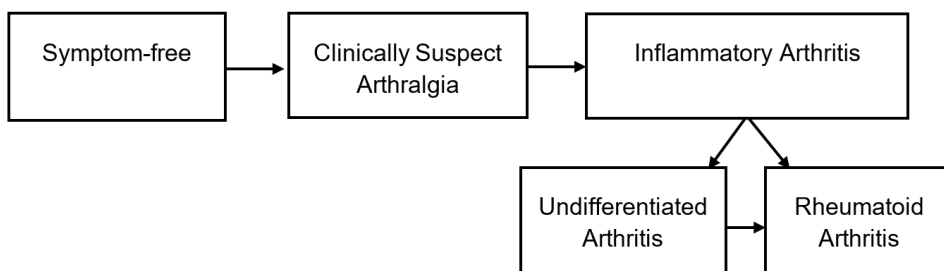 Symptom-free
Clinically Suspect
Arthralgia
Inflammatory Arthritis
Undifferentiated
Arthritis
Rheumatoid
Arthritis